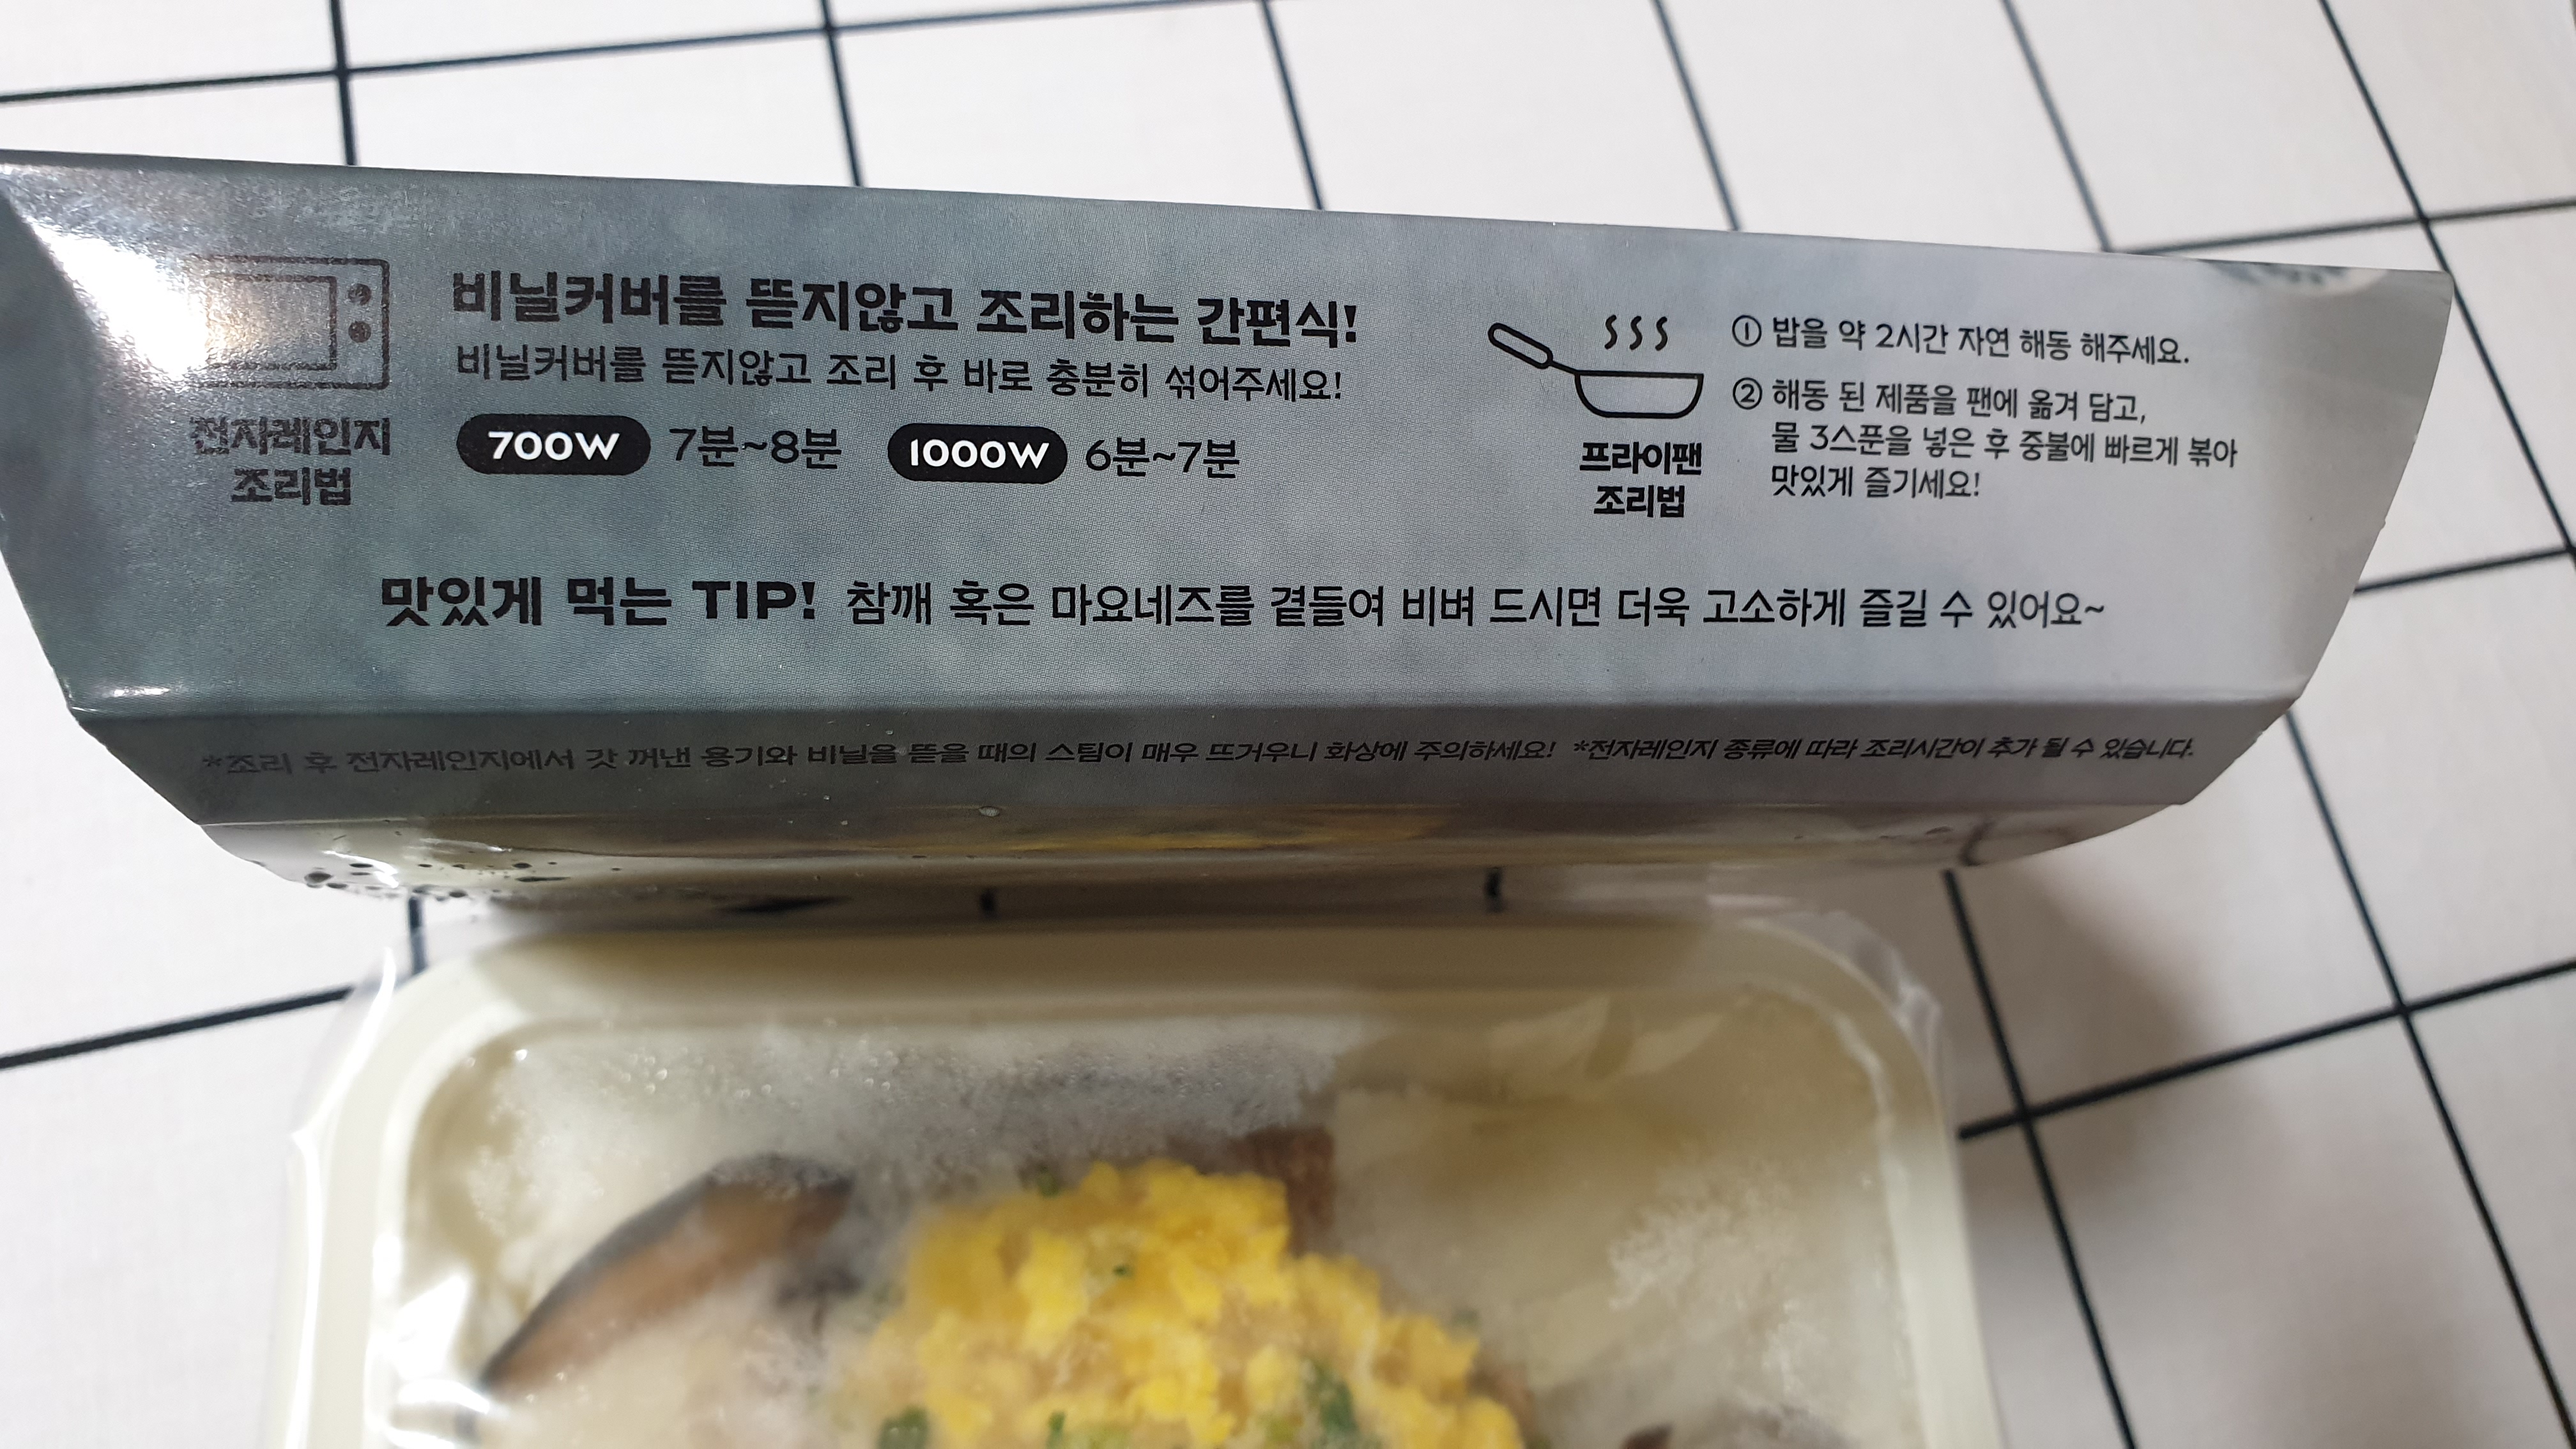 비닐커버를 뜯지않고 조리하는 간편식!
비닐커버를 뜯지않고 조리 후 바로 충분히 섞어주세요!
전자레인지
조리법
700W 7분~8분 1000W 6분~7분
프라이팬
조리법
① 밥을 약 2시간 자연 해동 해주세요.
② 해동 된 제품을 팬에 옮겨 담고,
물 3스푼을 넣은 후 중불에 빠르게 볶아
맛있게 즐기세요!
맛있게 먹는 TIP! 참깨 혹은 마요네즈를 곁들여 비벼 드시면 더욱 고소하게 즐길 수 있어요~
*조리 후 전자레인지에서 갓 꺼낸 용기와 비닐을 뜯을 때의 스팀이 매우 뜨거우니 화상에 주의하세요! *전자레인지 종류에 따라 조리시간이 추가 될 수 있습니다.